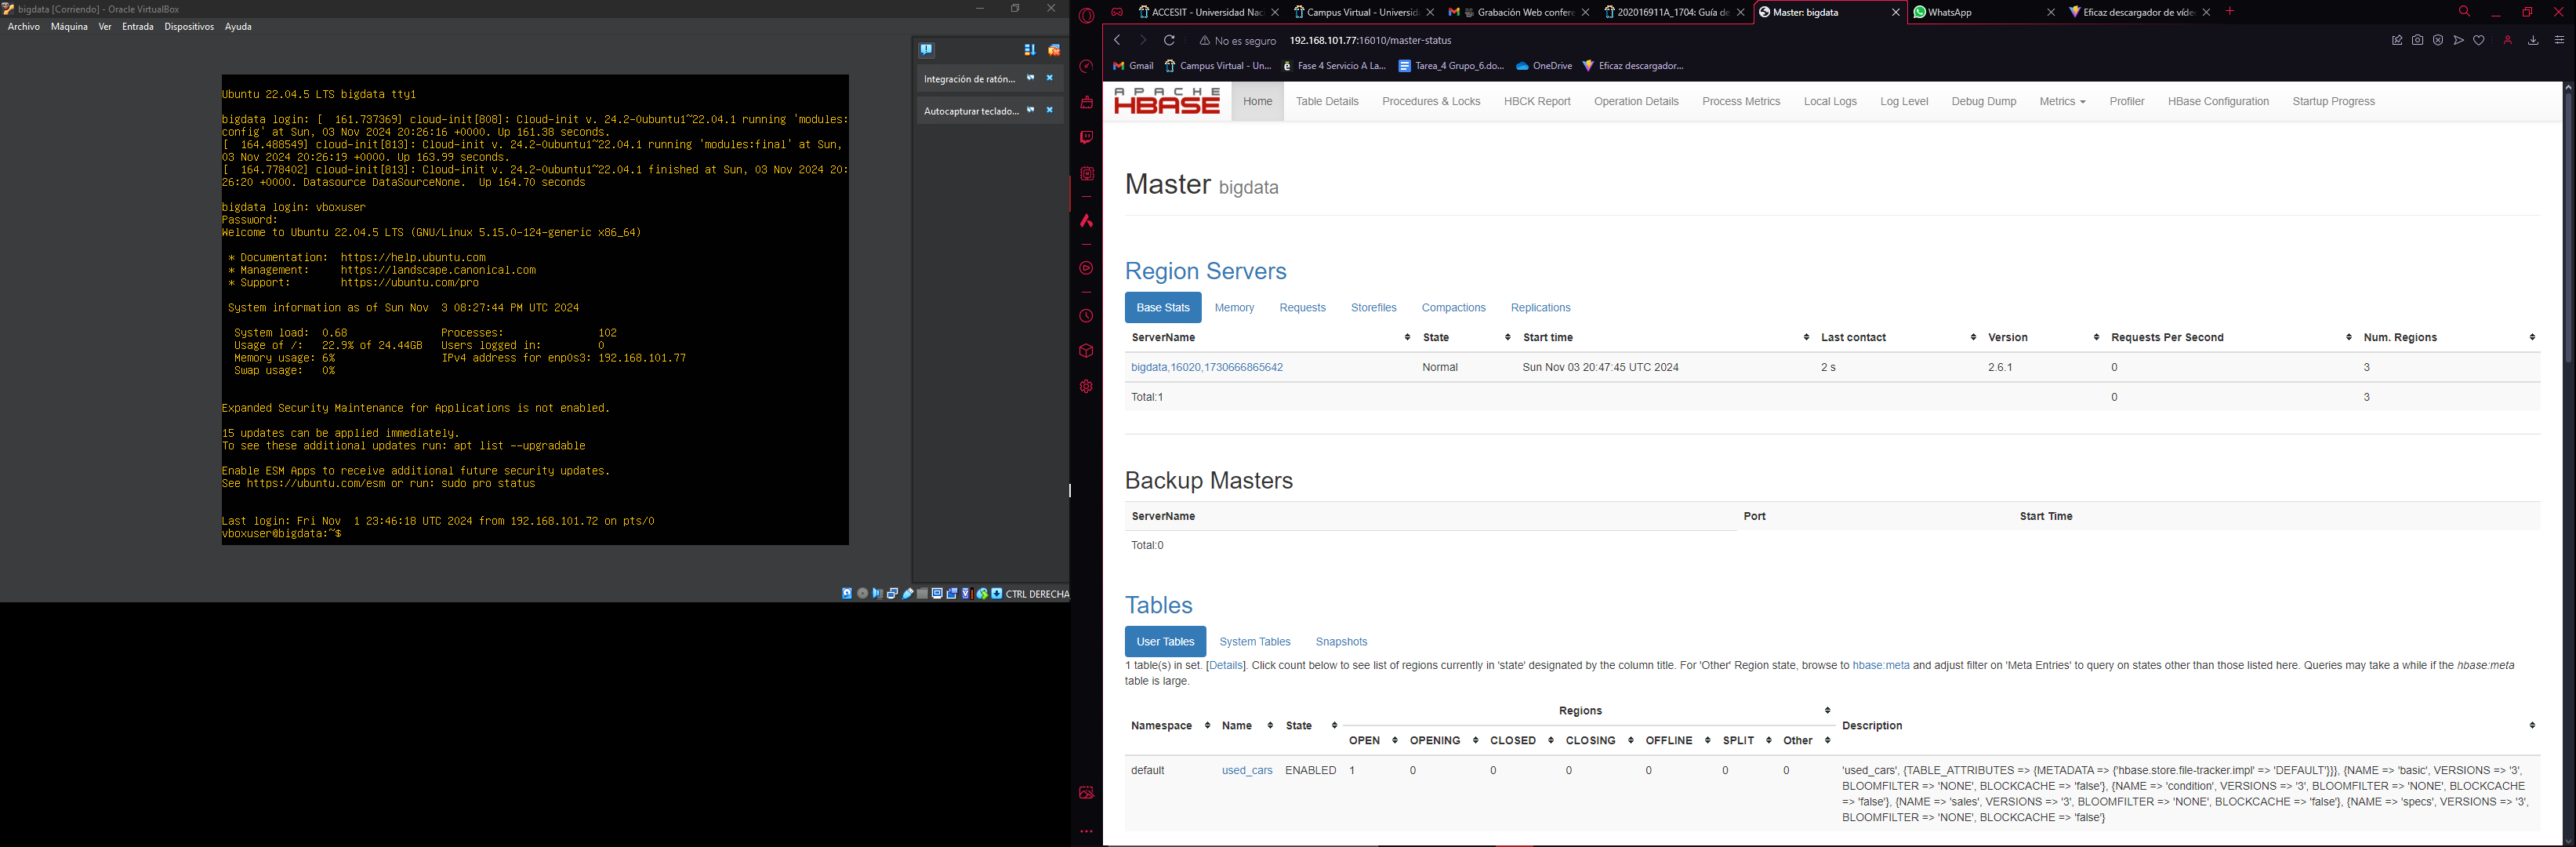 bigdata [Corriendo] - Oracle VirtualBox
Archivo Máquina Ver Entrada Dispositivos Ayuda
Ubuntu 22.04.5 LTS bigdata tty1
bigdata login: [  161.737369] cloud-init[808]: Cloud-init v. 24.2-0ubuntu1~22.04.1 running 'modules:
config' at Sun, 03 Nov 2024 20:26:16 +0000. Up 161.38 seconds.
[  164.488549] cloud-init[813]: Cloud-init v. 24.2-0ubuntu1~22.04.1 running 'modules:final' at Sun,
03 Nov 2024 20:26:19 +0000. Up 163.99 seconds.
[  164.778402] cloud-init[813]: Cloud-init v. 24.2-0ubuntu1~22.04.1 finished at Sun, 03 Nov 2024 20:
26:20 +0000. Datasource DataSourceNone.  Up 164.70 seconds
bigdata login: vboxuser
Password:
Welcome to Ubuntu 22.04.5 LTS (GNU/Linux 5.15.0-124-generic x86_64)
* Documentation:  https://help.ubuntu.com
* Management:     https://landscape.canonical.com
* Support:        https://ubuntu.com/pro
System information as of Sun Nov  3 08:27:44 PM UTC 2024
System load:  0.68 Processes: 102
Usage of /:   22.9% of 24.44GB Users logged in: 0
Memory usage: 6% IPv4 address for enp0s3: 192.168.101.77
Swap usage:   0%
Expanded Security Maintenance for Applications is not enabled.
15 updates can be applied immediately.
To see these additional updates run: apt list --upgradable
Enable ESM Apps to receive additional future security updates.
See https://ubuntu.com/esm or run: sudo pro status
Last login: Fri Nov  1 23:46:18 UTC 2024 from 192.168.101.72 on pts/0
vboxuser@bigdata:~$
Integración de ratón...
Autocapturar teclado...
CTRL DERECHA
ACCESIT - Universidad Nac Campus Virtual - Universida Grabación Web confere 202016911A_1704: Guía de Master: bigdata WhatsApp Eficaz descargador de víde
No es seguro 192.168.101.77:16010/master-status
Gmail Campus Virtual - Un... Fase 4 Servicio A La... Tarea_4 Grupo_6.do... OneDrive Eficaz descargador...
APACHE HBASE Home Table Details Procedures & Locks HBCK Report Operation Details Process Metrics Local Logs Log Level Debug Dump Metrics Profiler HBase Configuration Startup Progress
Master bigdata
Region Servers
Base Stats Memory Requests Storefiles Compactions Replications
ServerName State Start time Last contact Version Requests Per Second Num. Regions
bigdata,16020,1730666865642 Normal Sun Nov 03 20:47:45 UTC 2024 2 s 2.6.1 0 3
Total:1 0 3
Backup Masters
ServerName Port Start Time
Total:0
Tables
User Tables System Tables Snapshots
1 table(s) in set. [Details]. Click count below to see list of regions currently in 'state' designated by the column title. For 'Other' Region state, browse to hbase:meta and adjust filter on 'Meta Entries' to query on states other than those listed here. Queries may take a while if the hbase:meta
table is large.
Regions
Namespace Name State Description
OPEN OPENING CLOSED CLOSING OFFLINE SPLIT Other
default used_cars ENABLED 1 0 0 0 0 0 0 'used_cars', {TABLE_ATTRIBUTES => {METADATA => {'hbase.store.file-tracker.impl' => 'DEFAULT'}}}, {NAME => 'basic', VERSIONS => '3',
BLOOMFILTER => 'NONE', BLOCKCACHE => 'false'}, {NAME => 'condition', VERSIONS => '3', BLOOMFILTER => 'NONE', BLOCKCACHE
=> 'false'}, {NAME => 'sales', VERSIONS => '3', BLOOMFILTER => 'NONE', BLOCKCACHE => 'false'}, {NAME => 'specs', VERSIONS => '3',
BLOOMFILTER => 'NONE', BLOCKCACHE => 'false'}